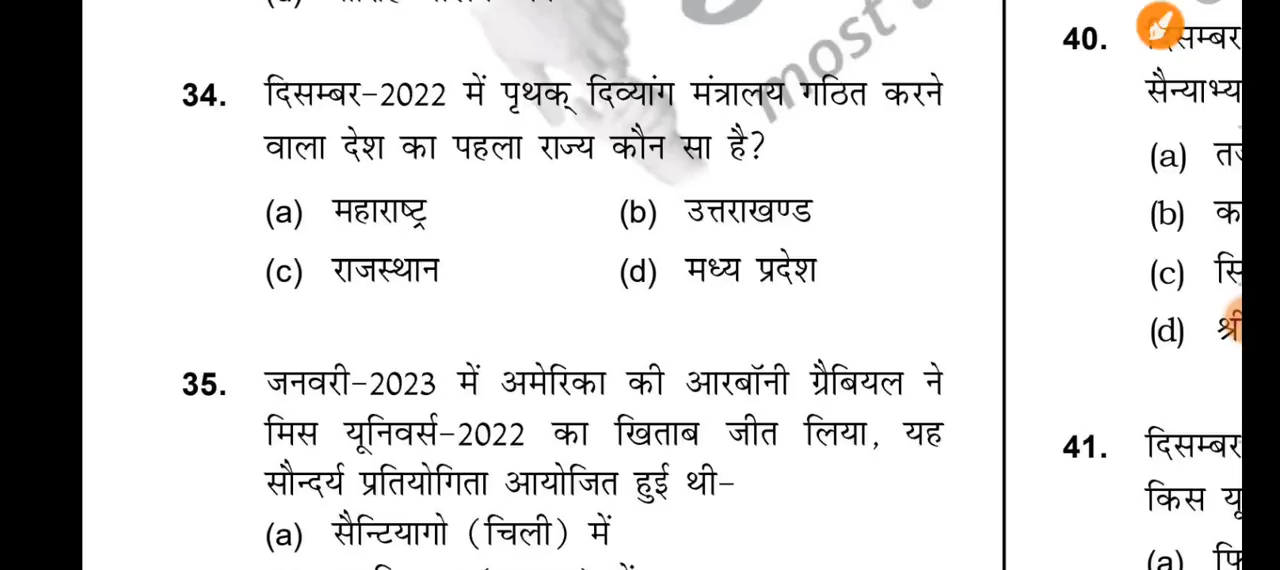 34. दिसम्बर-2022 में पृथक् दिव्यांग मंत्रालय गठित करने
वाला देश का पहला राज्य कौन सा है?
(a) महाराष्ट्र (b) उत्तराखण्ड
(c) राजस्थान (d) मध्य प्रदेश
35. जनवरी-2023 में अमेरिका की आरबॉनी ग्रैबियल ने
मिस यूनिवर्स-2022 का खिताब जीत लिया, यह
सौन्दर्य प्रतियोगिता आयोजित हुई थी-
(a) सैन्टियागो (चिली) में
most
40.
(a)
(b)
(c)
(d) श्री
41. दिसम्बर
किस यू
(a) फि